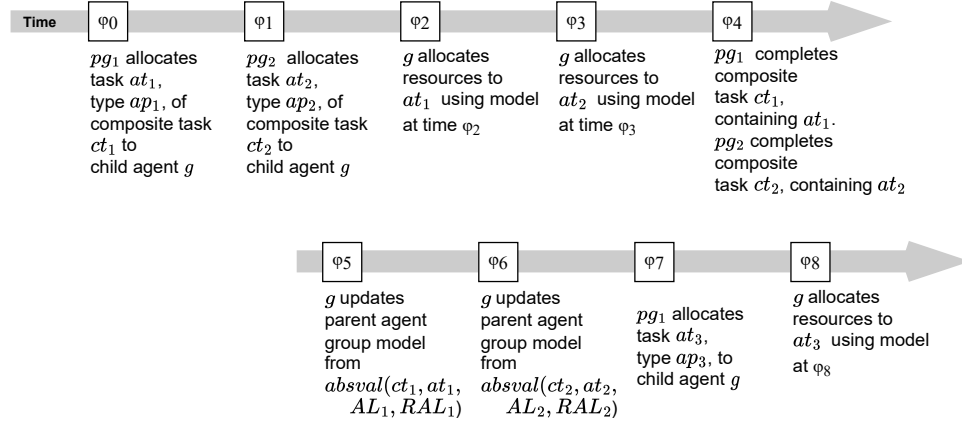 Time φ0 φ1 φ2 φ3 φ4
pg₁ allocates
task at₁,
type ap₁, of
composite task
ct₁ to
child agent g
pg₂ allocates
task at₂,
type ap₂, of
composite task
ct₂ to
child agent g
g allocates
resources to
at₁ using model
at time φ₂
g allocates
resources to
at₂ using model
at time φ₃
pg₁ completes
composite
task ct₁,
containing at₁.
pg₂ completes
composite
task ct₂, containing at₂
φ5 φ6 φ7 φ8
g updates
parent agent
group model
from
absval(ct₁, at₁,
AL₁, RAL₁)
g updates
parent agent
group model
from
absval(ct₂, at₂,
AL₂, RAL₂)
pg₁ allocates
task at₃,
type ap₃, to
child agent g
g allocates
resources to
at₃ using model
at φ₈